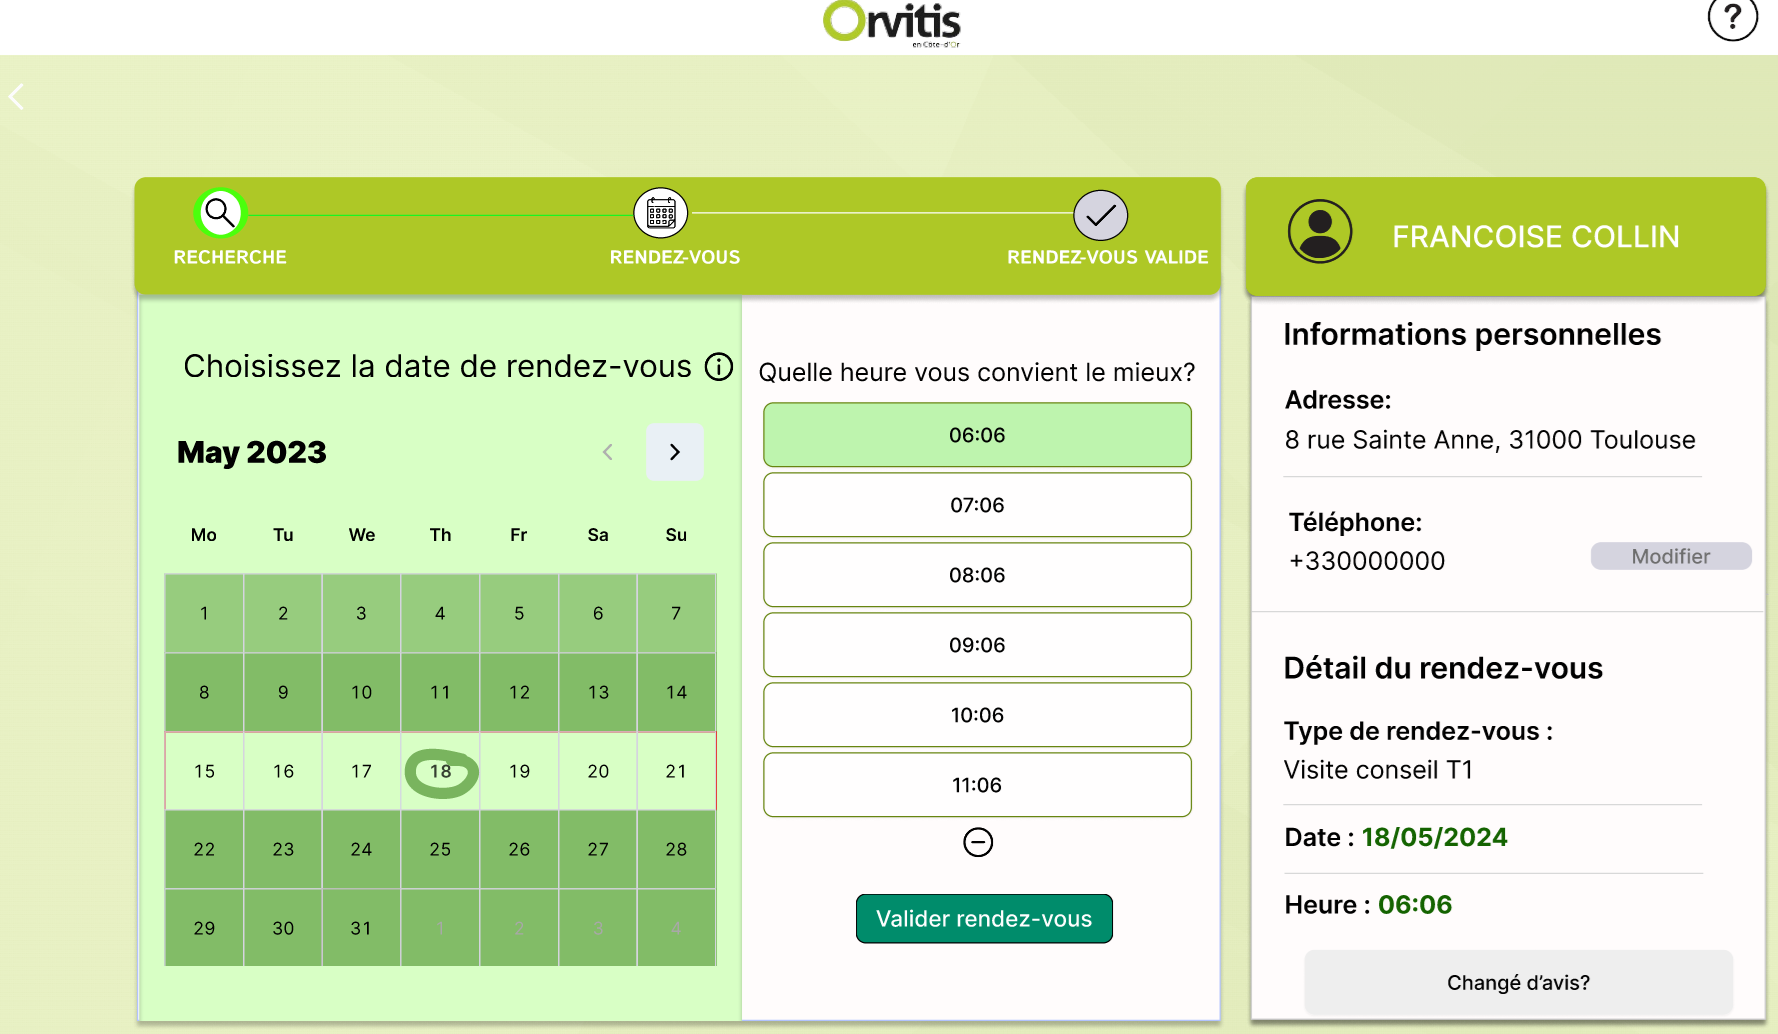 Orvitis
en Côte-d'Or
?
RECHERCHE
RENDEZ-VOUS
RENDEZ-VOUS VALIDE
Choisissez la date de rendez-vous
May 2023
Mo Tu We Th Fr Sa Su
1 2 3 4 5 6 7
8 9 10 11 12 13 14
15 16 17 18 19 20 21
22 23 24 25 26 27 28
29 30 31 1 2 3 4
Quelle heure vous convient le mieux?
06:06
07:06
08:06
09:06
10:06
11:06
Valider rendez-vous
FRANCOISE COLLIN
Informations personnelles
Adresse:
8 rue Sainte Anne, 31000 Toulouse
Téléphone:
+330000000
Modifier
Détail du rendez-vous
Type de rendez-vous :
Visite conseil T1
Date : 18/05/2024
Heure : 06:06
Changé d’avis?